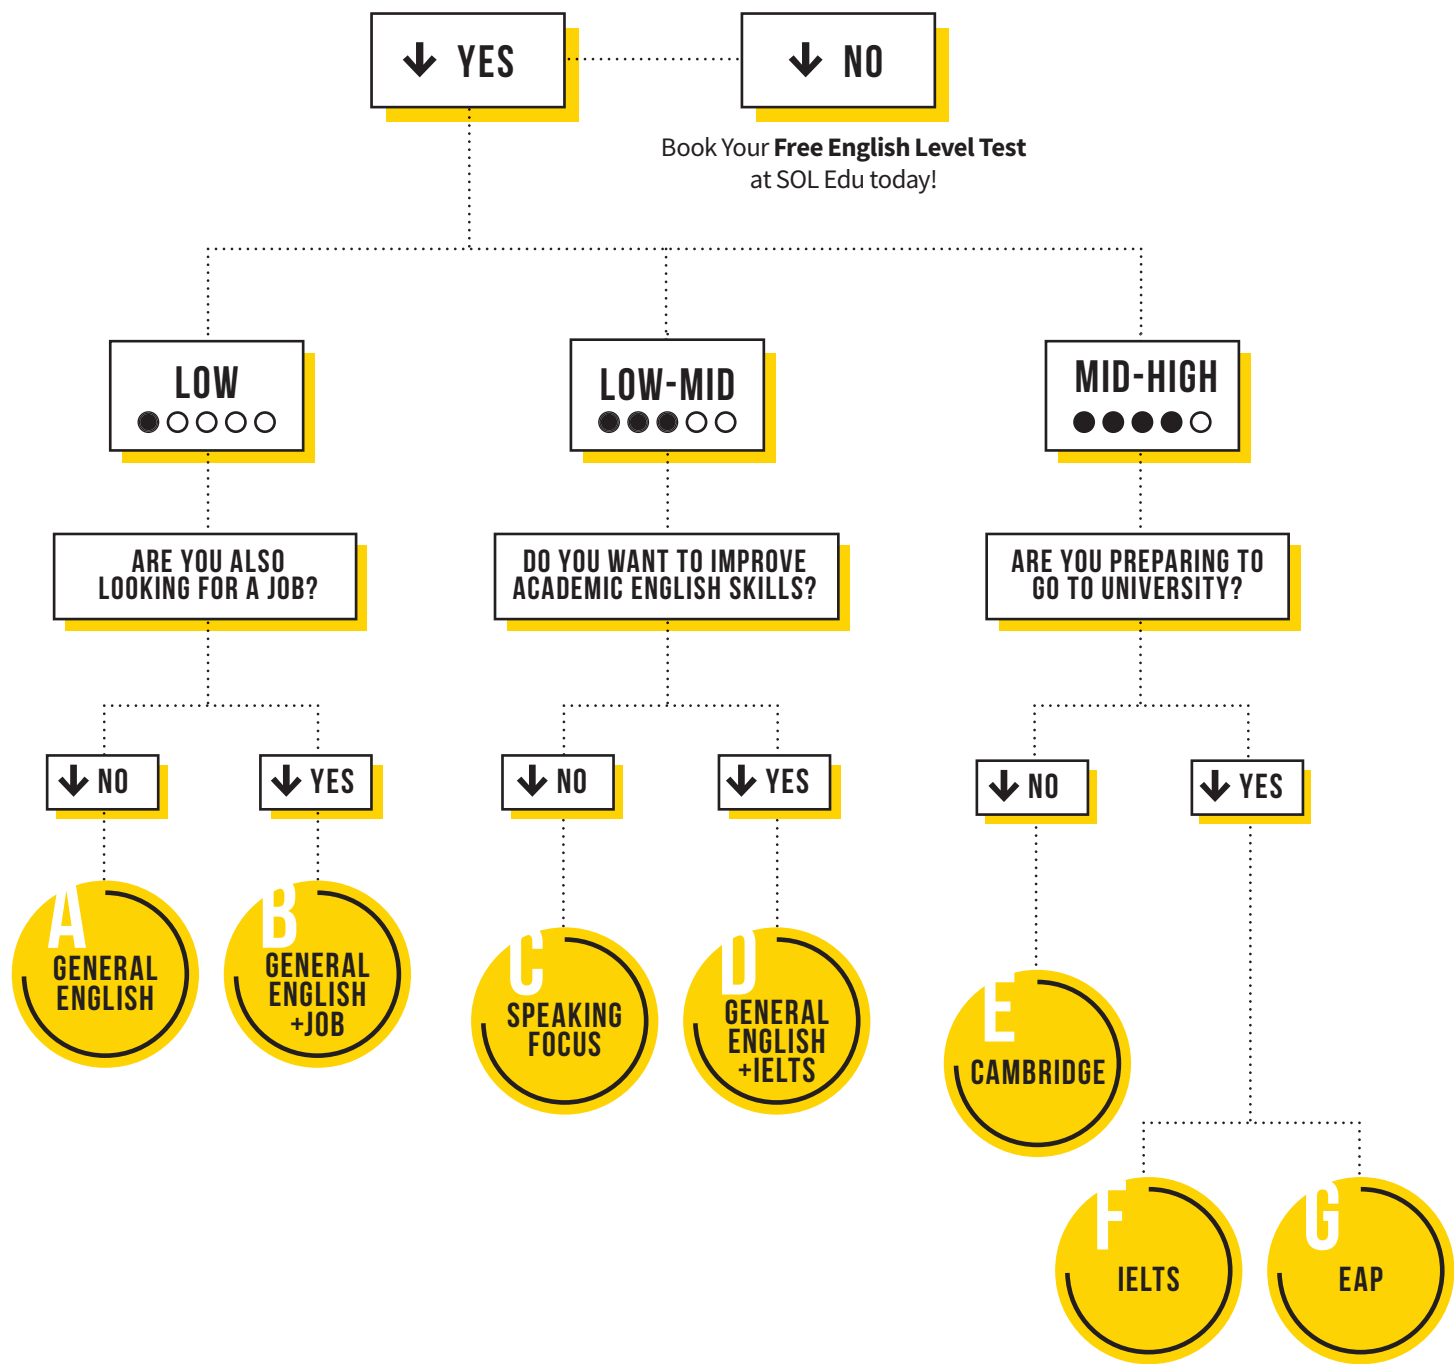 YES
NO
Book Your Free English Level Test
at SOL Edu today!
LOW
LOW-MID
MID-HIGH
ARE YOU ALSO
LOOKING FOR A JOB?
DO YOU WANT TO IMPROVE
ACADEMIC ENGLISH SKILLS?
ARE YOU PREPARING TO
GO TO UNIVERSITY?
NO
YES
NO
YES
NO
YES
A
GENERAL
ENGLISH
B
GENERAL
ENGLISH
+JOB
C
SPEAKING
FOCUS
D
GENERAL
ENGLISH
+IELTS
E
CAMBRIDGE
F
IELTS
G
EAP